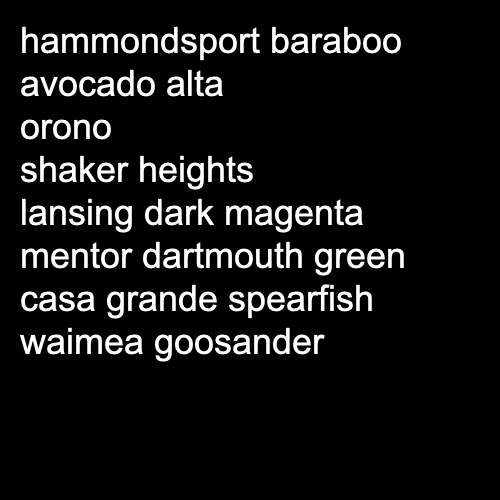 hammondsport baraboo
avocado alta
orono
shaker heights
lansing dark magenta
mentor dartmouth green
casa grande spearfish
waimea goosander